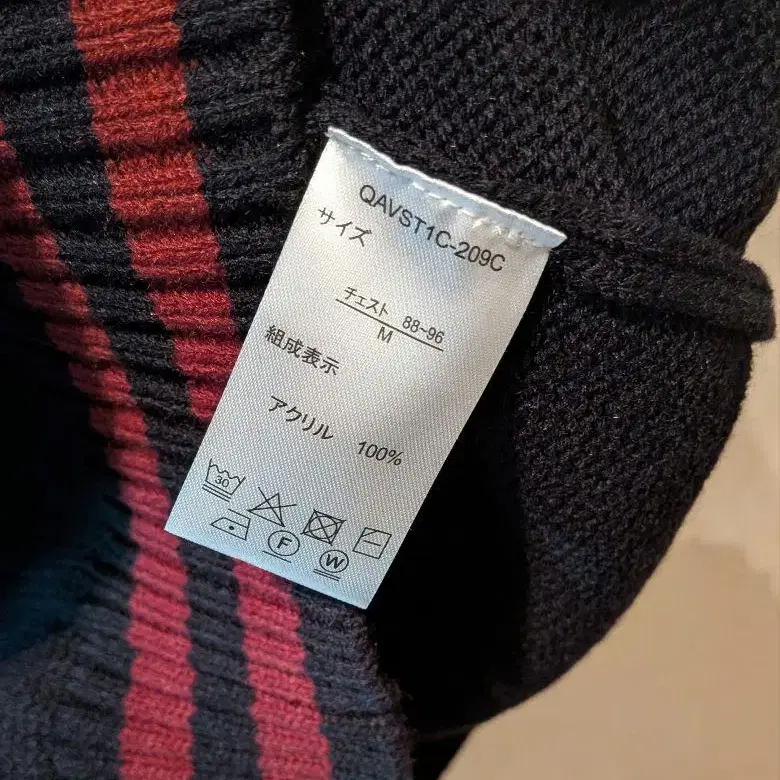 QAVST1C-209C
サイズ
チェスト 88~96
M
組成表示
アクリル 100%
30
F
W